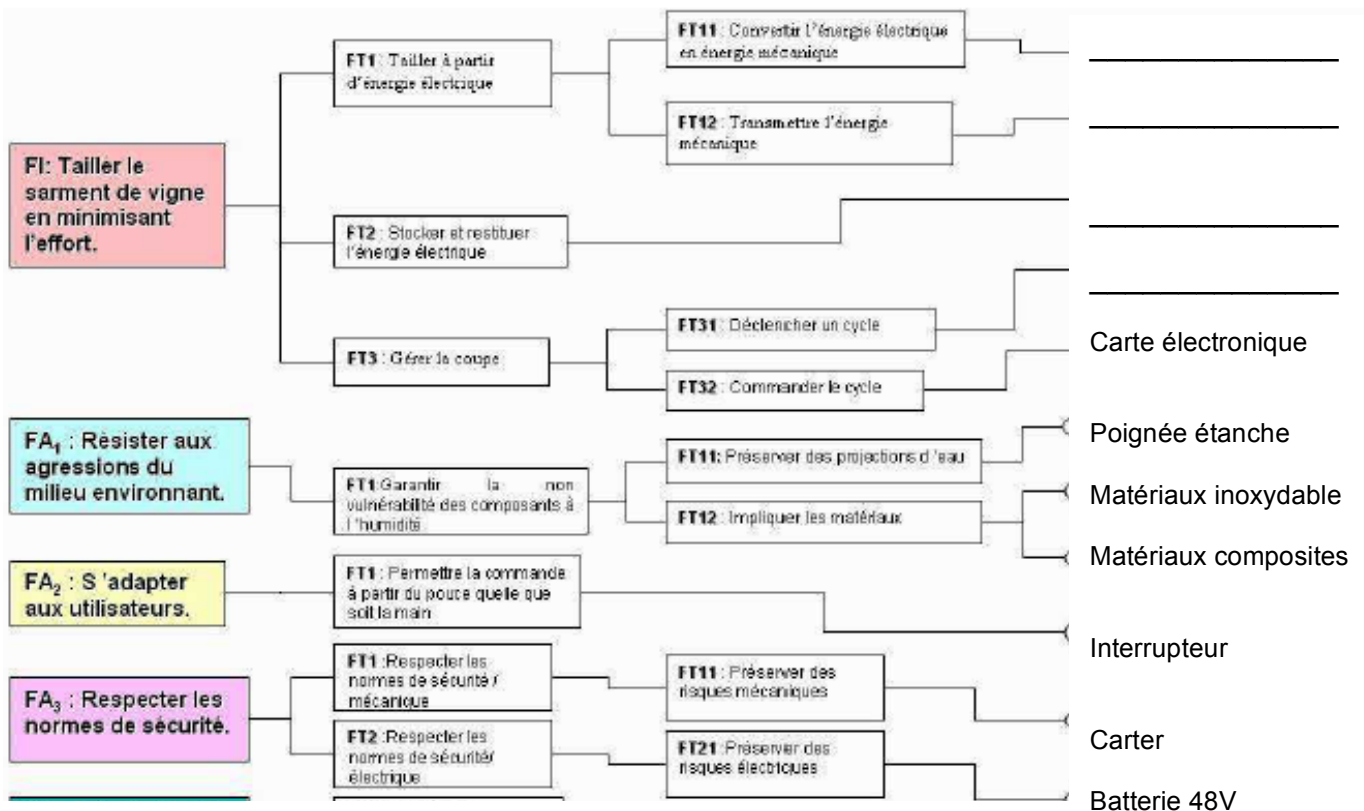 FT11 : Convertir l'énergie électrique
en énergie mécanique
FT1 : Tailler à partir
d'énergie électrique
FT12 : Transmettre l'énergie
mécanique
FI: Tailler le
sarment de vigne
en minimisant
l'effort.
FT2 : Stocker et restituer
l'énergie électrique
FT31 : Déclencher un cycle
FT3 : Gérer la coupe
Carte électronique
FT32 : Commander le cycle
FA1 : Résister aux
agressions du
milieu environnant.
FT1:Garantir la non
vulnérabilité des composants à
l 'humidité
FT11: Préserver des projections d 'eau
Poignée étanche
FT12 : Impliquer les matériaux
Matériaux inoxydable
Matériaux composites
FA2 : S 'adapter
aux utilisateurs.
FT1 : Permettre la commande
à partir du pouce quelle que
soit la main
Interrupteur
FA3 : Respecter les
normes de sécurité.
FT1 :Respecter les
normes de sécurité /
mécanique
FT11 : Préserver des
risques mécaniques
Carter
FT2 : Respecter les
normes de sécurité/
électrique
FT21 :Préserver des
risques électriques
Batterie 48V